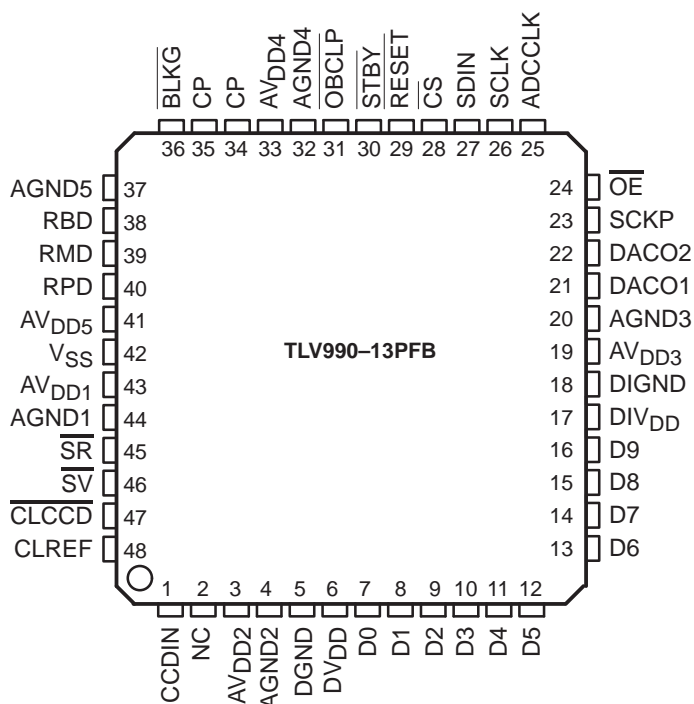 BLKG
CP
CP
AVDD4
AGND4
OBCLP
STBY
RESET
CS
SDIN
SCLK
ADCCLK
36 35 34 33 32 31 30 29 28 27 26 25
AGND5 37
RBD 38
RMD 39
RPD 40
AVDD5 41
VSS 42
AVDD1 43
AGND1 44
SR 45
SV 46
CLCCD 47
CLREF 48
TLV990–13PFB
24 OE
23 SCKP
22 DACO2
21 DACO1
20 AGND3
19 AVDD3
18 DIGND
17 DIVDD
16 D9
15 D8
14 D7
13 D6
1 2 3 4 5 6 7 8 9 10 11 12
CCDIN
NC
AVDD2
AGND2
DGND
DVDD
D0
D1
D2
D3
D4
D5